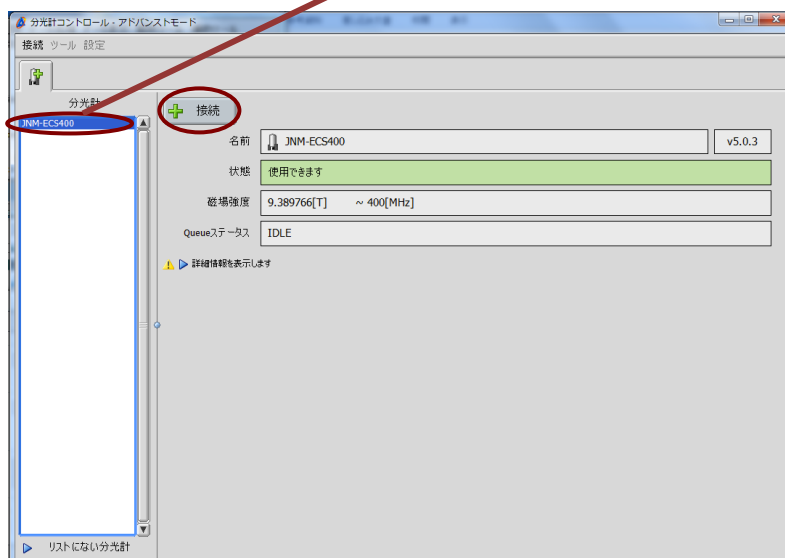 分光計コントロール - アドバンストモード
接続 ツール 設定
分光計
JNM-ECS400
接続
名前 JNM-ECS400 v5.0.3
状態 使用できます
磁場強度 9.389766[T] ~ 400[MHz]
Queueステータス IDLE
詳細情報を表示します
リストにない分光計